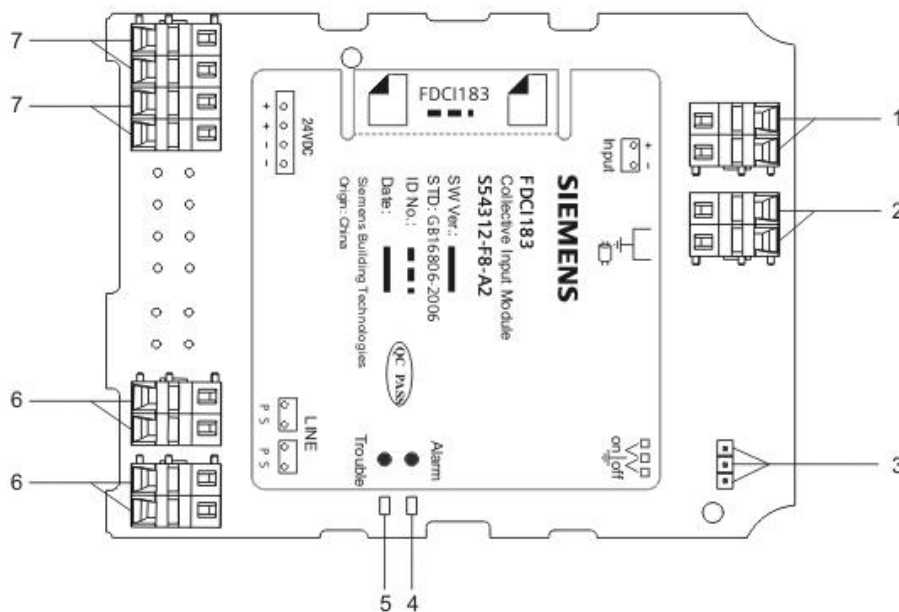 7
7
6
6
1
2
3
5 4
FDCI183
SIEMENS
FDCI183
Collective Input Module
S54312-F8-A2
SW Ver.:
STD: GB16806-2006
ID No.:
Date:
Siemens Building Technologies
Origin: China
QC PASS
24VDC
+ + - -
Input
+ -
LINE
P S P S
Alarm
Trouble
on off